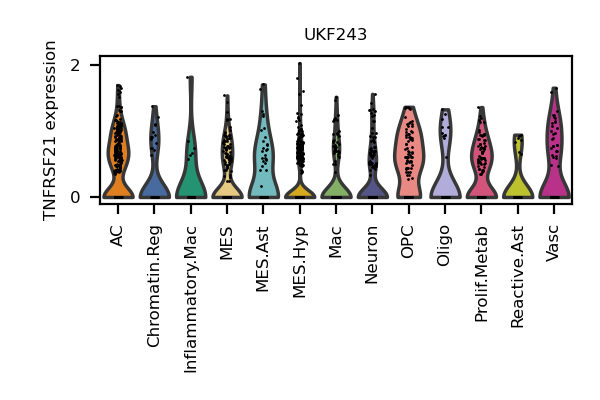 UKF243
TNFRSF21 expression
2
0
AC
Chromatin.Reg
Inflammatory.Mac
MES
MES.Ast
MES.Hyp
Mac
Neuron
OPC
Oligo
Prolif.Metab
Reactive.Ast
Vasc